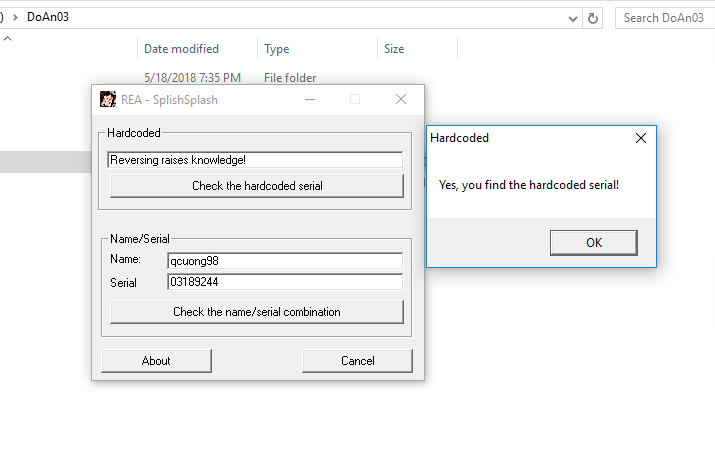 ) > DoAn03
Search DoAn03
Date modified Type Size
5/18/2018 7:35 PM File folder
REA - SplishSplash
Hardcoded
Reversing raises knowledge!
Check the hardcoded serial
Name/Serial
Name: qcuong98
Serial 03189244
Check the name/serial combination
About Cancel
Hardcoded
Yes, you find the hardcoded serial!
OK